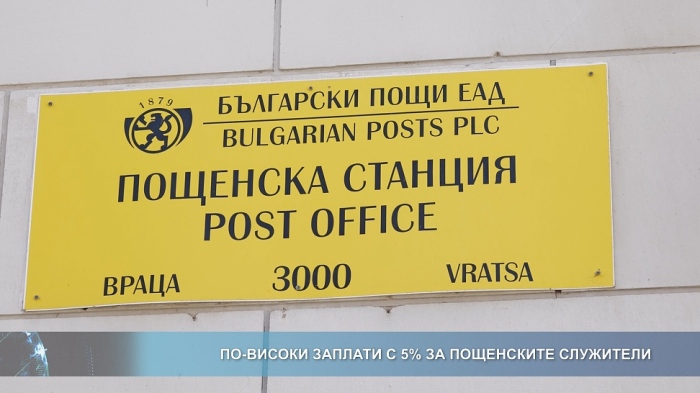 1879
БЪЛГАРСКИ ПОЩИ ЕАД
BULGARIAN POSTS PLC
ПОЩЕНСКА СТАНЦИЯ
POST OFFICE
ВРАЦА 3000 VRATSA
ПО-ВИСОКИ ЗАПЛАТИ С 5% ЗА ПОЩЕНСКИТЕ СЛУЖИТЕЛИ